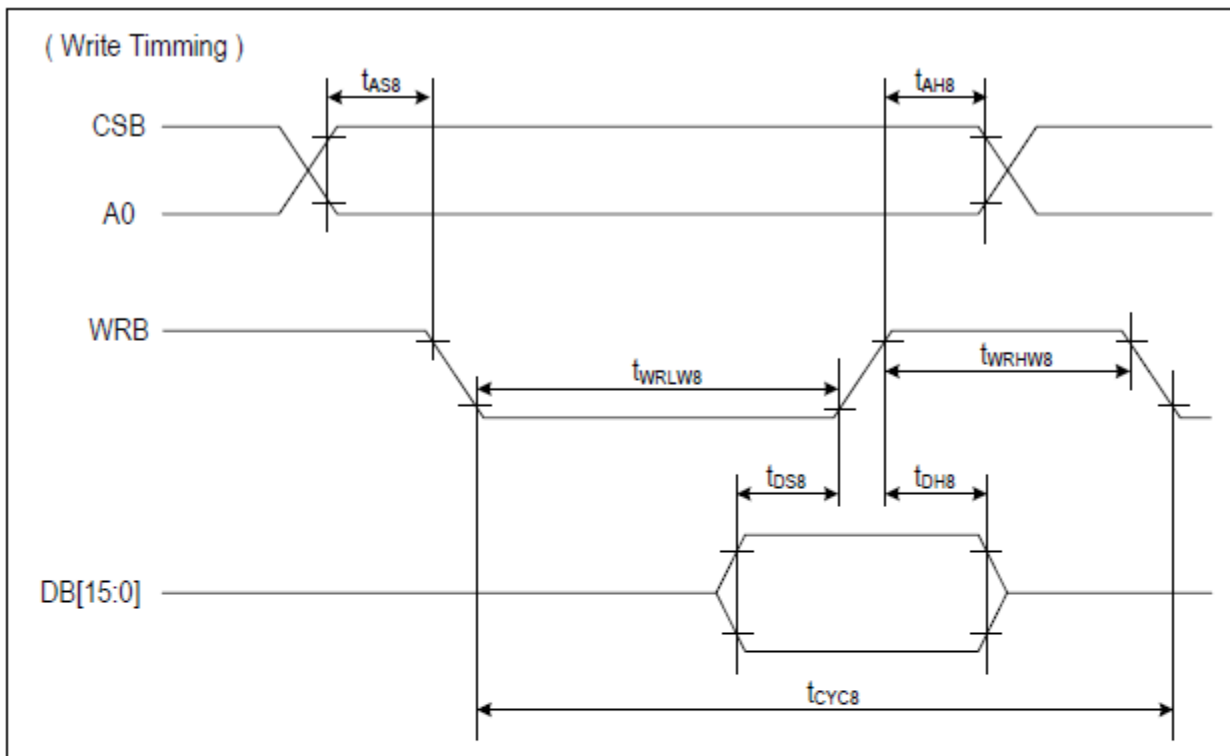 ( Write Timming )
tAS8
tAH8
CSB
A0
WRB
tWRLW8
tWRHW8
tDS8
tDH8
DB[15:0]
tCYC8